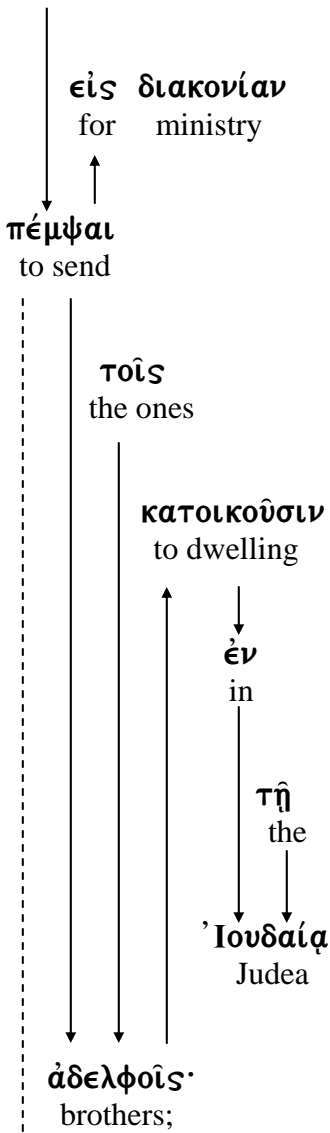 εἰς διακονίαν
for ministry
πέμψαι
to send
τοῖς
the ones
κατοικοῦσιν
to dwelling
ἐν
in
τῇ
the
Ἰουδαίᾳ
Judea
ἀδελφοῖς·
brothers;